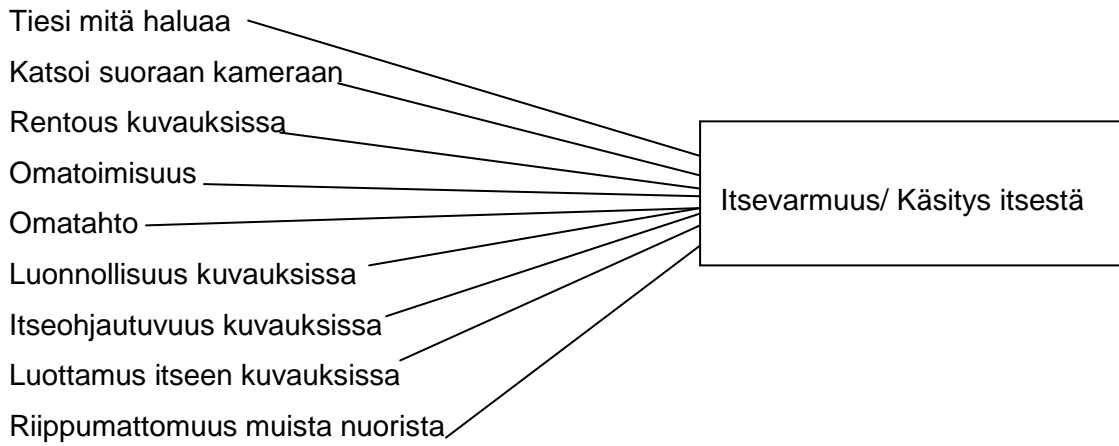 Tiesi mitä haluaa
Katsoi suoraan kameraan
Rentous kuvauksissa
Omatoimisuus
Itsevarmuus/ Käsitys itsestä
Omatahto
Luonnollisuus kuvauksissa
Itseohjautuvuus kuvauksissa
Luottamus itseen kuvauksissa
Riippumattomuus muista nuorista